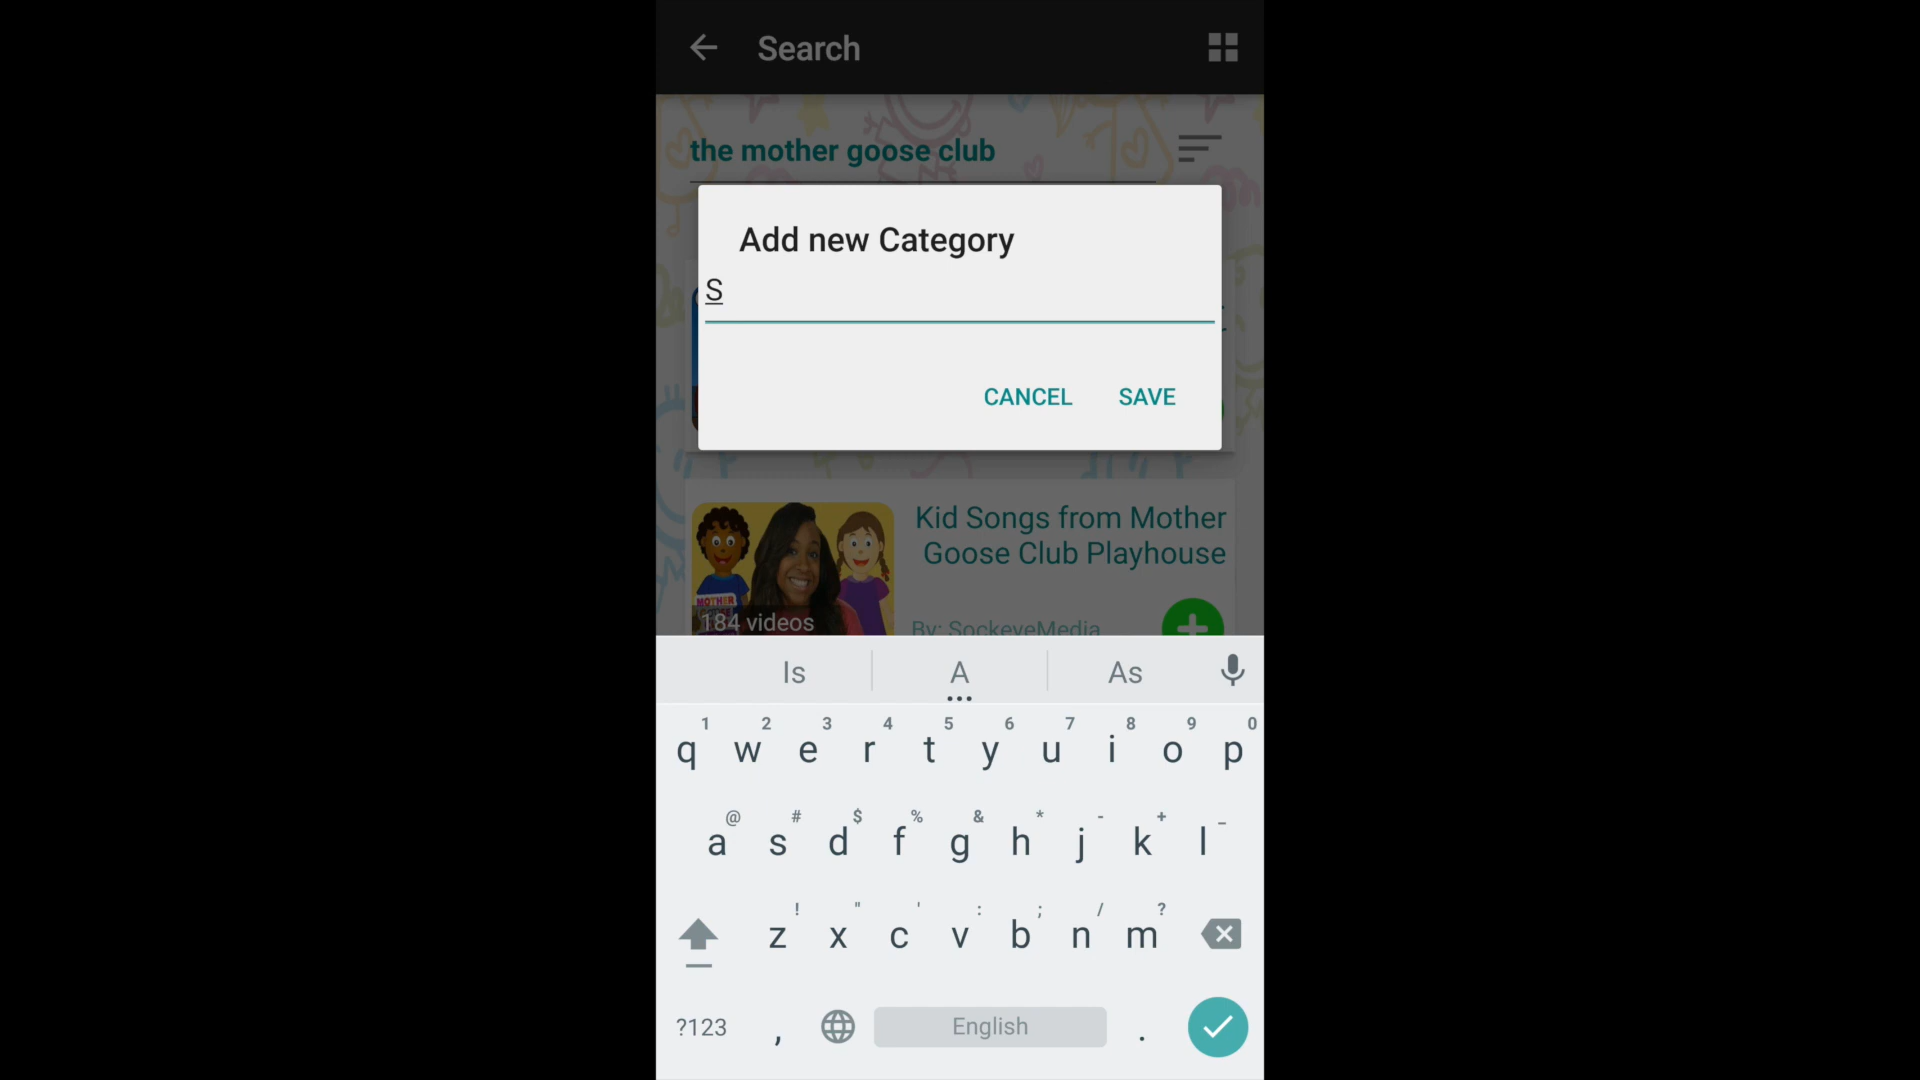 Search
the mother goose club
Add new Category
S
CANCEL SAVE
Kid Songs from Mother
Goose Club Playhouse
MOTHER
184 videos
By: SockeyeMedia
Is A As
1 2 3 4 5 6 7 8 9 0
q w e r t y u i o p
@ # $ % & * - + _
a s d f g h j k l
! " ' : ; / ?
z x c v b n m
?123 , English .